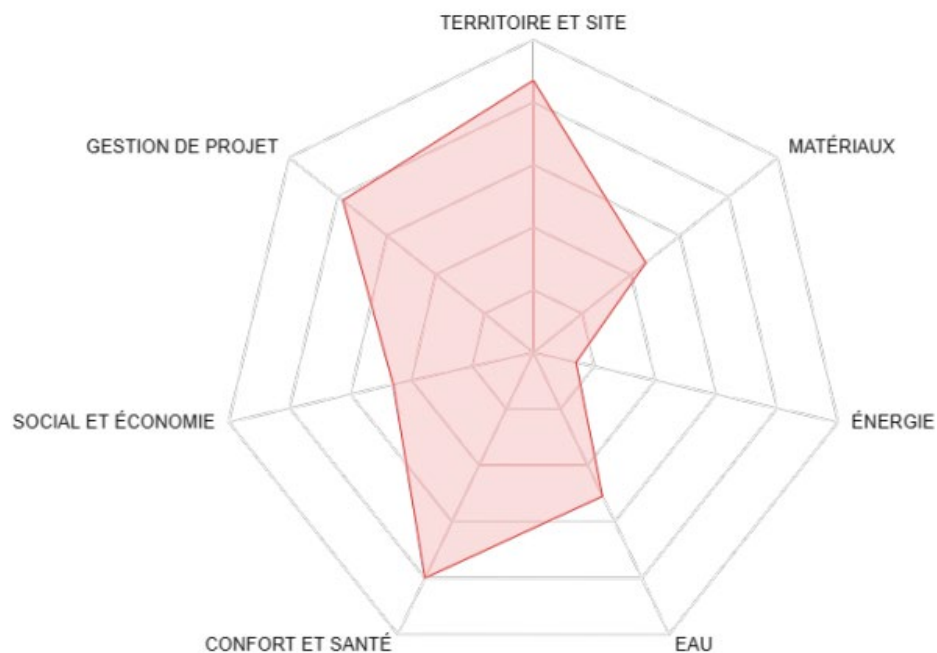 TERRITOIRE ET SITE
GESTION DE PROJET
MATÉRIAUX
SOCIAL ET ÉCONOMIE
ÉNERGIE
CONFORT ET SANTÉ
EAU